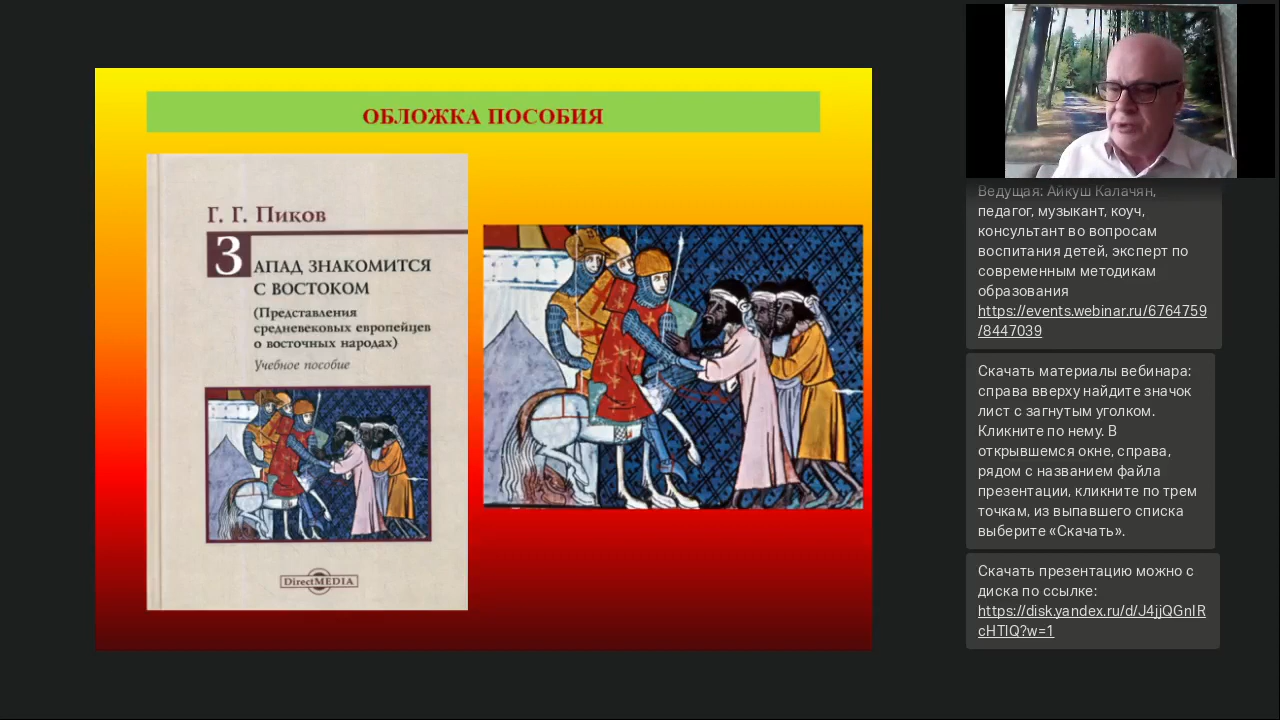 ОБЛОЖКА ПОСОБИЯ
Г. Г. Пиков
ЗАПАД ЗНАКОМИТСЯ
С ВОСТОКОМ
(Представления
средневековых европейцев
о восточных народах)
Учебное пособие
DirectMEDIA
Ведущая: Айкуш Калачян,
педагог, музыкант, коуч,
консультант во вопросам
воспитания детей, эксперт по
современным методикам
образования
https://events.webinar.ru/6764759
/8447039
Скачать материалы вебинара:
справа вверху найдите значок
лист с загнутым уголком.
Кликните по нему. В
открывшемся окне, справа,
рядом с названием файла
презентации, кликните по трем
точкам, из выпавшего списка
выберите «Скачать».
Скачать презентацию можно с
диска по ссылке:
https://disk.yandex.ru/d/J4jjQGnIR
cHTlQ?w=1